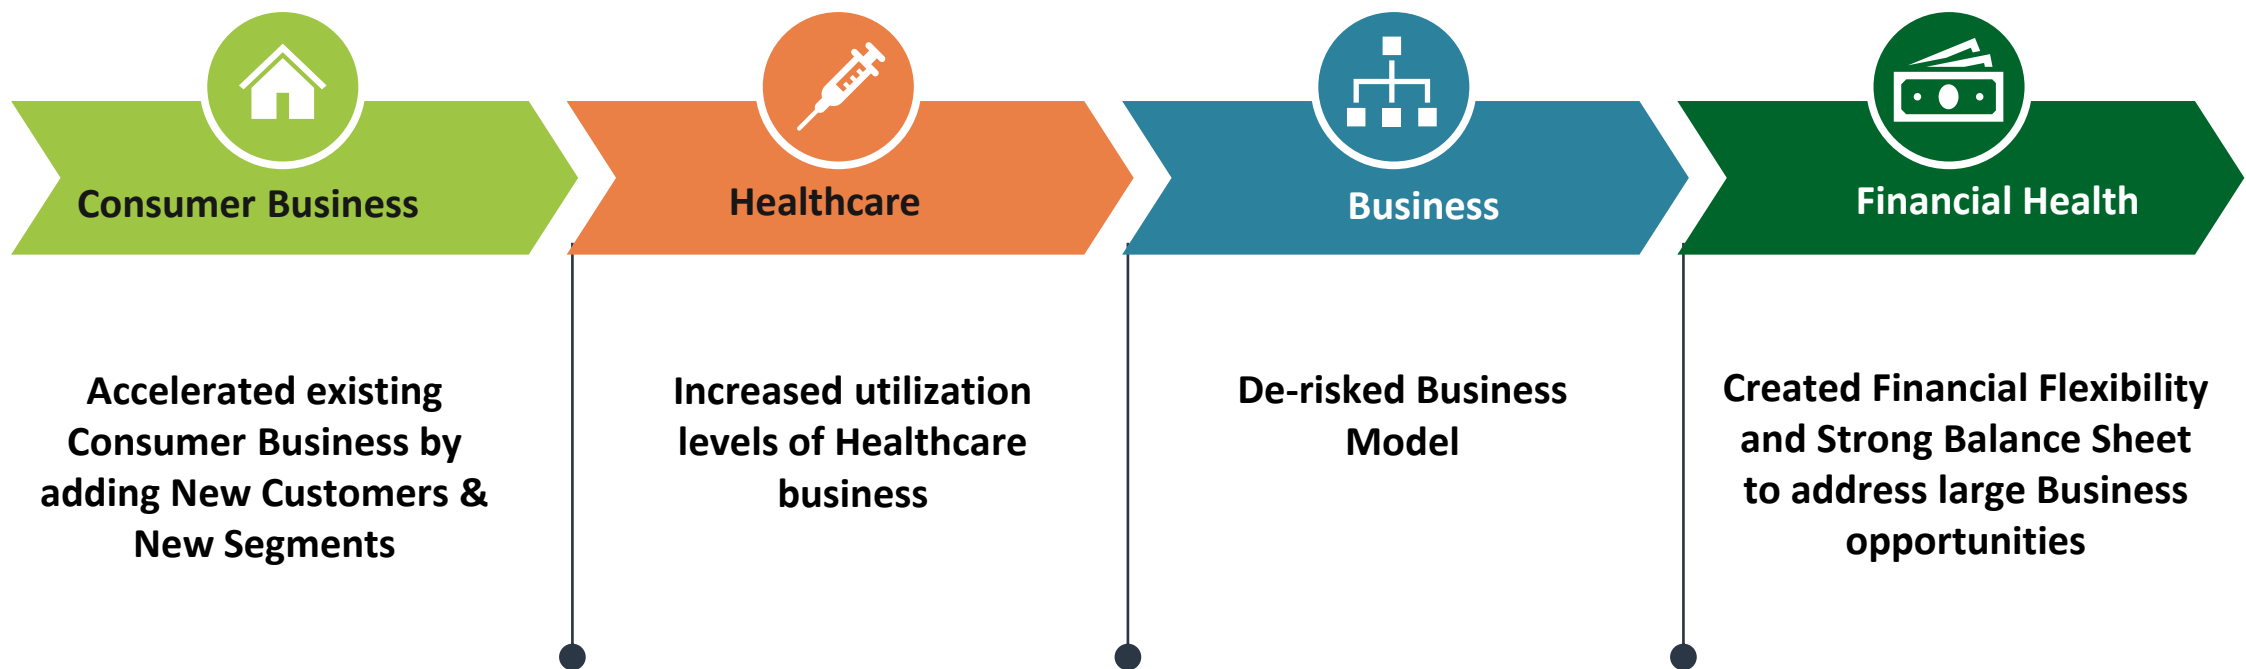 Consumer Business
Healthcare
Business
Financial Health
Accelerated existing
Consumer Business by
adding New Customers &
New Segments
Increased utilization
levels of Healthcare
business
De-risked Business
Model
Created Financial Flexibility
and Strong Balance Sheet
to address large Business
opportunities